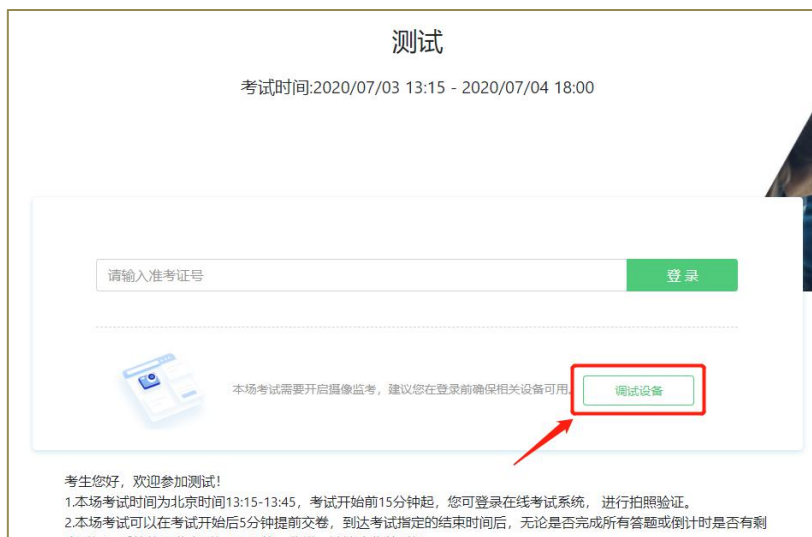 测试
考试时间:2020/07/03 13:15 - 2020/07/04 18:00
请输入准考证号
登 录
本场考试需要开启摄像监考，建议您在登录前确保相关设备可用。
调试设备
考生您好，欢迎参加测试！
1.本场考试时间为北京时间13:15-13:45，考试开始前15分钟起，您可登录在线考试系统， 进行拍照验证。
2.本场考试可以在考试开始后5分钟提前交卷，到达考试指定的结束时间后，无论是否完成所有答题或倒计时是否有剩